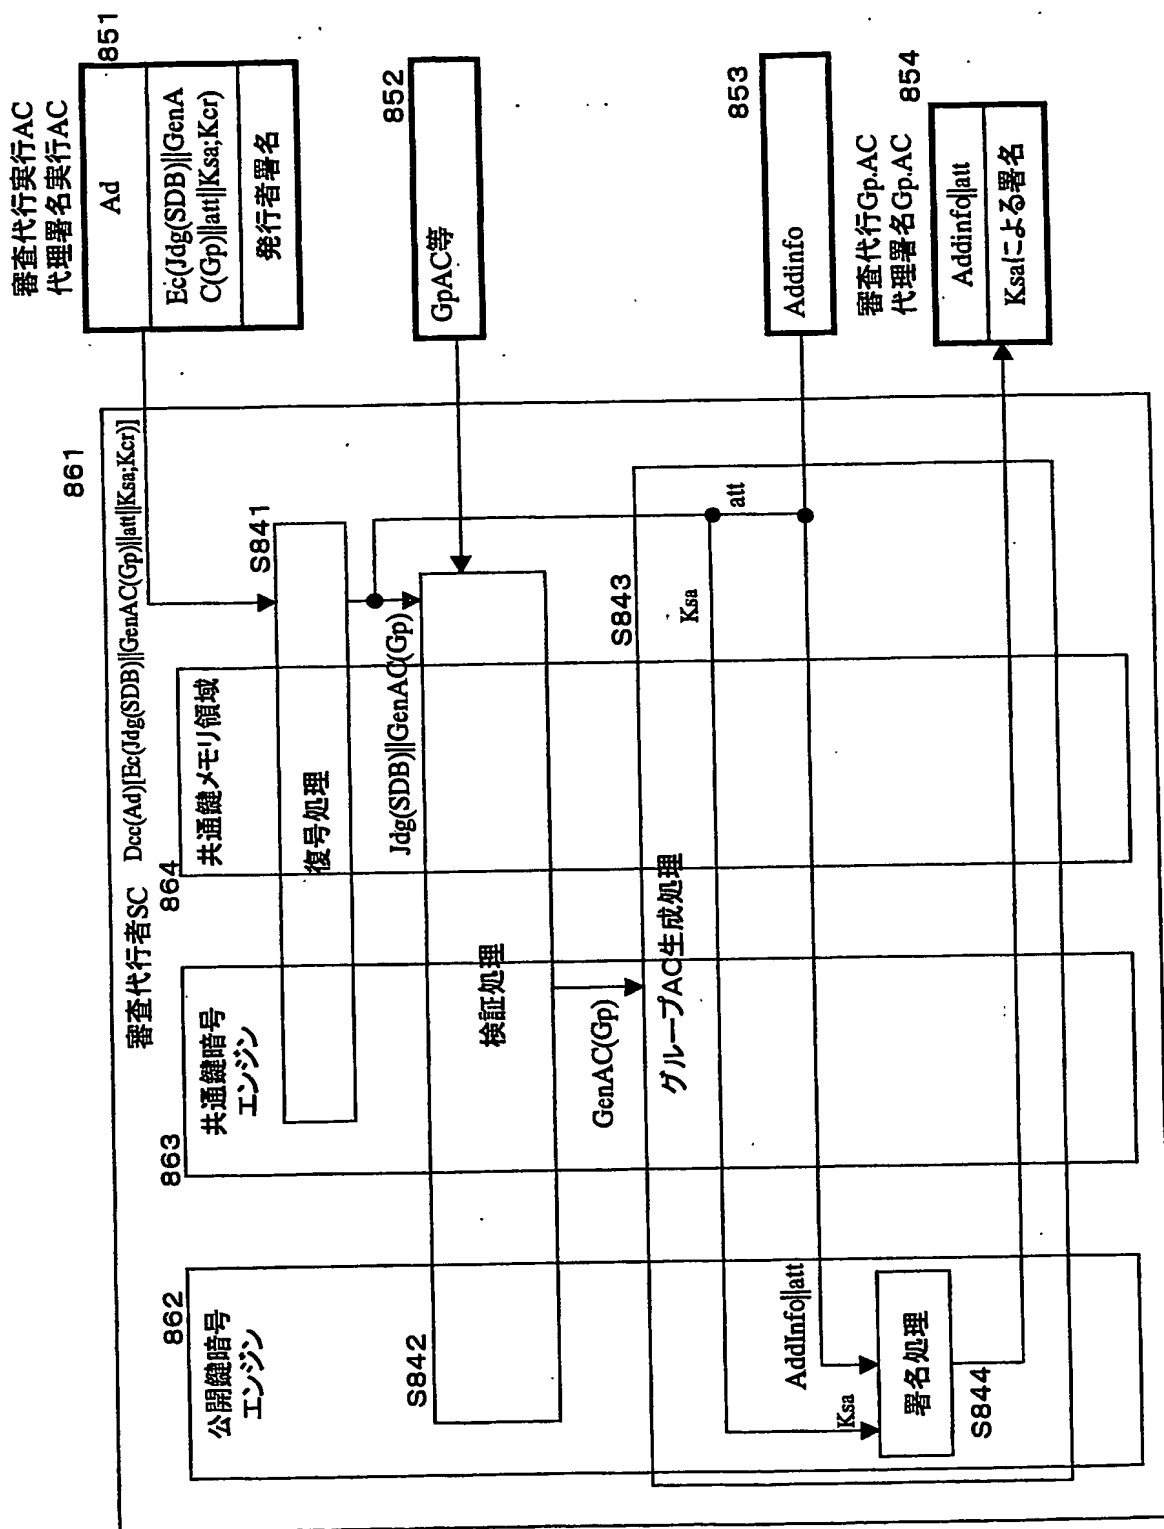 審査代行実行AC
代理署名実行AC
851
Ad
Ec(Jdg(SDB)||GenA
C(Gp)||att||Ksa;Kcr)
発行者署名
852
GpAC等
853
Addinfo
審査代行Gp.AC
代理署名Gp.AC
854
Addinfo||att
Ksaによる署名
861
審査代行者SC Dcc(Ad)[Ec(Jdg(SDB)||GenAC(Gp)||att||Ksa;Kcr)]
862
公開鍵暗号
エンジン
863
共通鍵暗号
エンジン
864
共通鍵メモリ領域
S841
復号処理
Jdg(SDB)||GenAC(Gp)
S842
検証処理
GenAC(Gp)
S843
グループAC生成処理
Ksa
att
AddInfo||att
Ksa
署名処理
S844